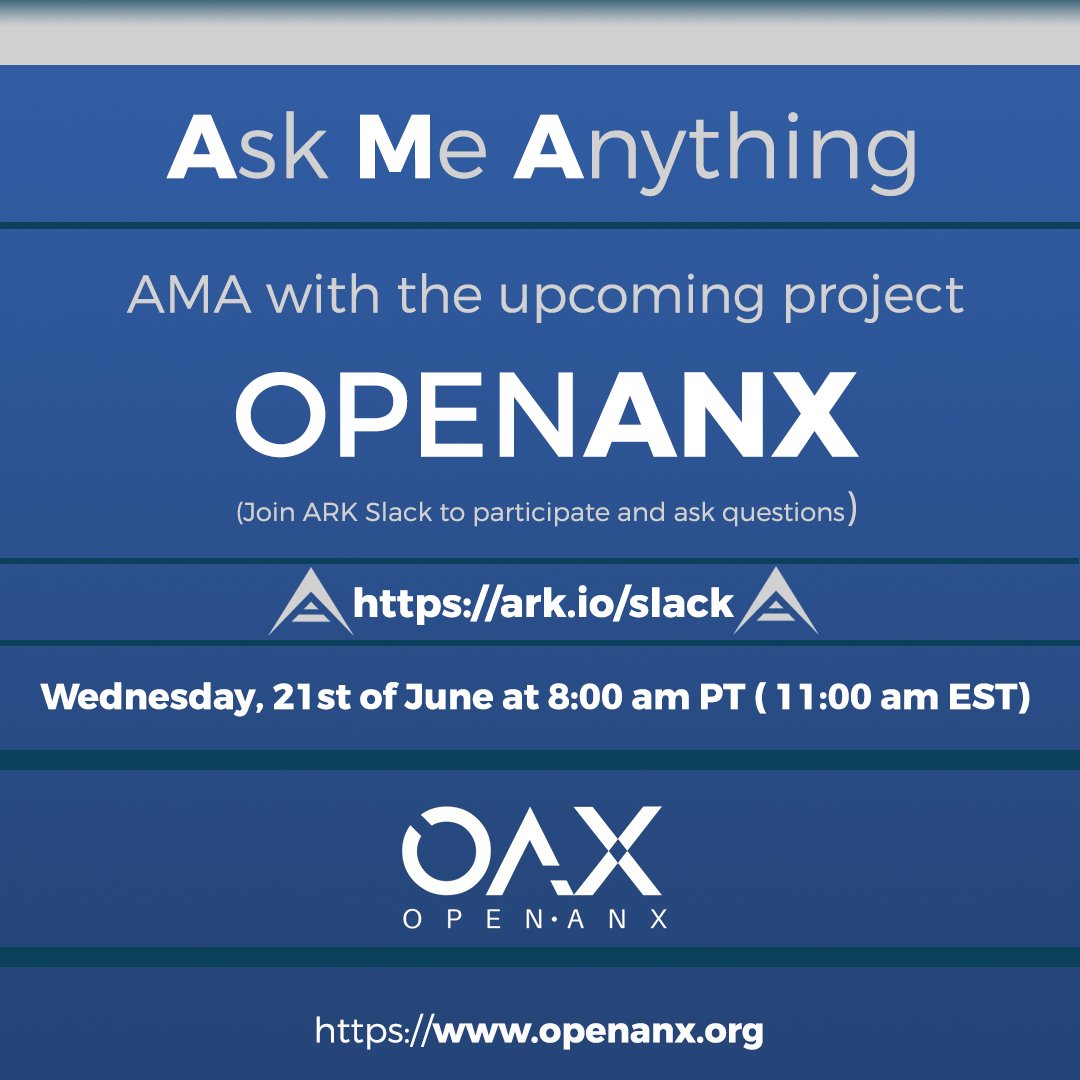 Ask Me Anything
AMA with the upcoming project
OPENANX
(Join ARK Slack to participate and ask questions)
https://ark.io/slack
Wednesday, 21st of June at 8:00 am PT ( 11:00 am EST)
OAX
OPEN·ANX
https://www.openanx.org